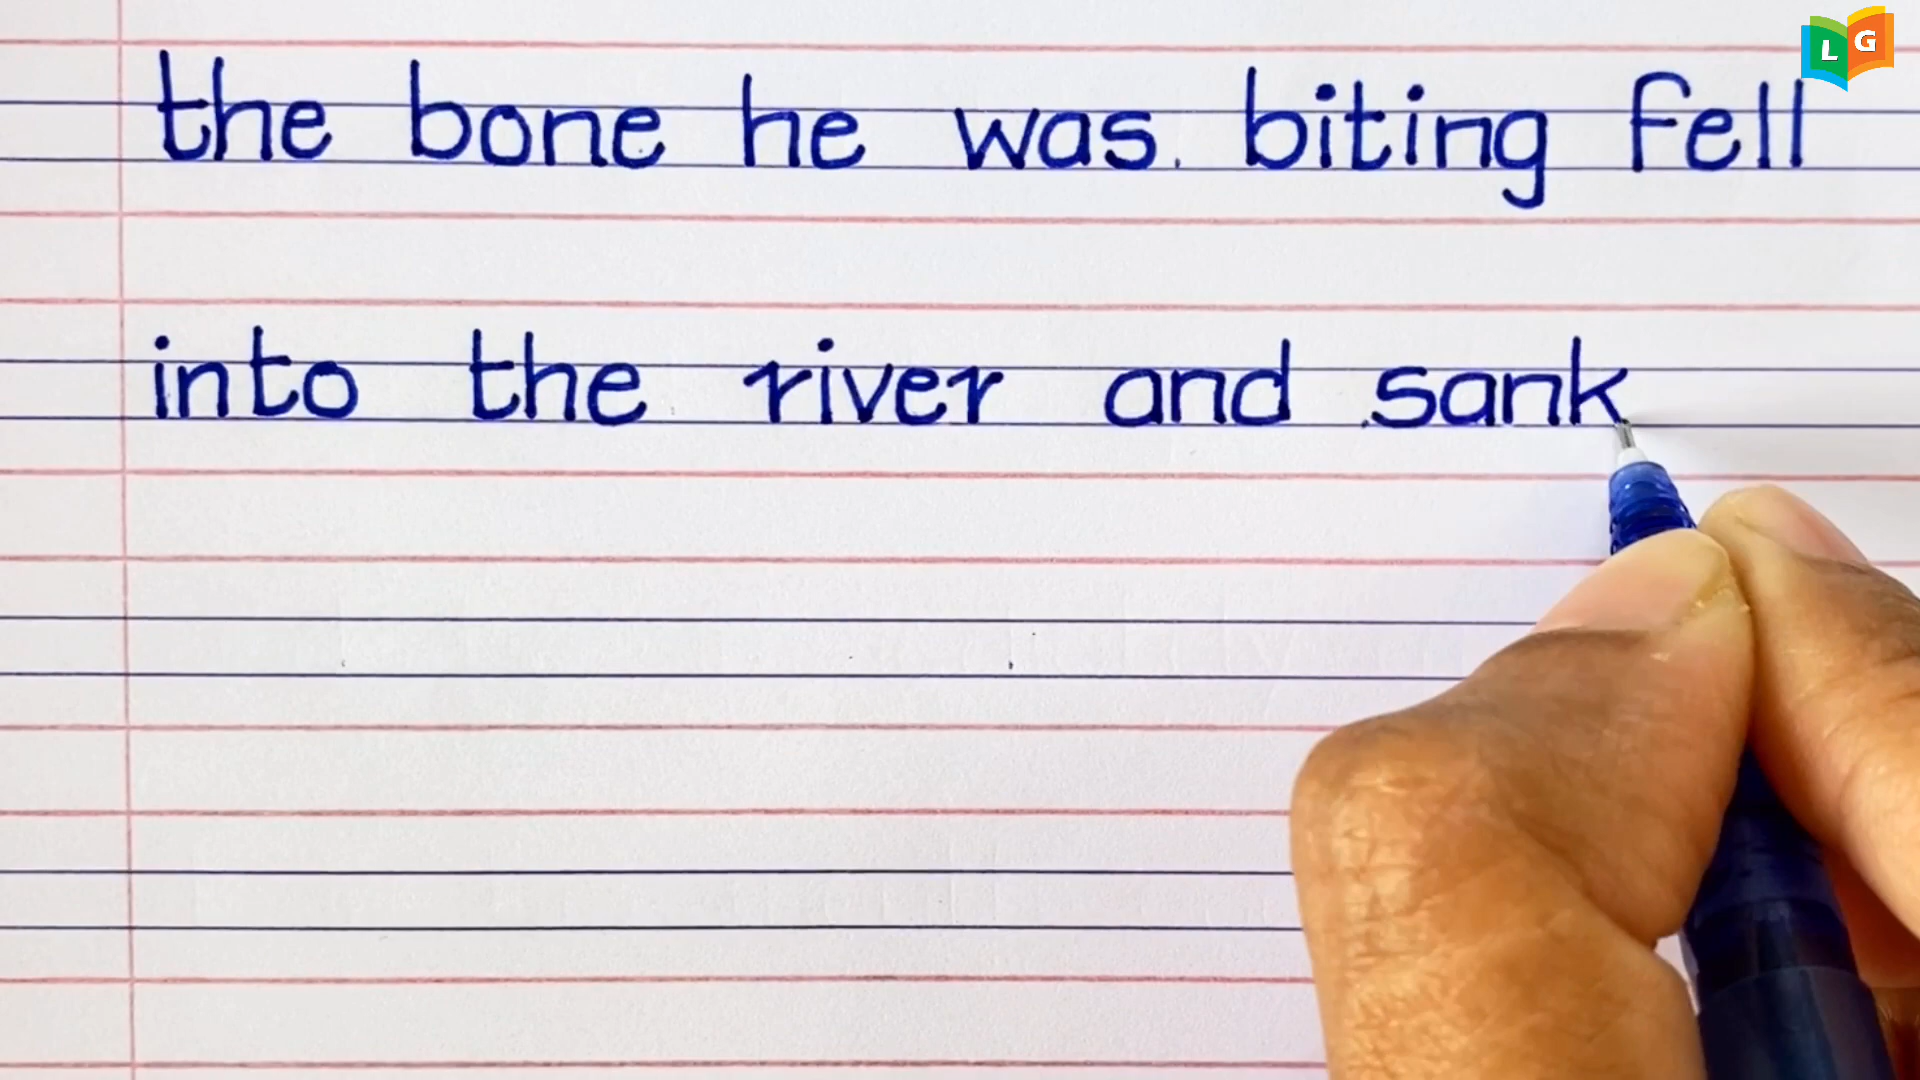 L G
the bone he was biting fell
into the river and sank